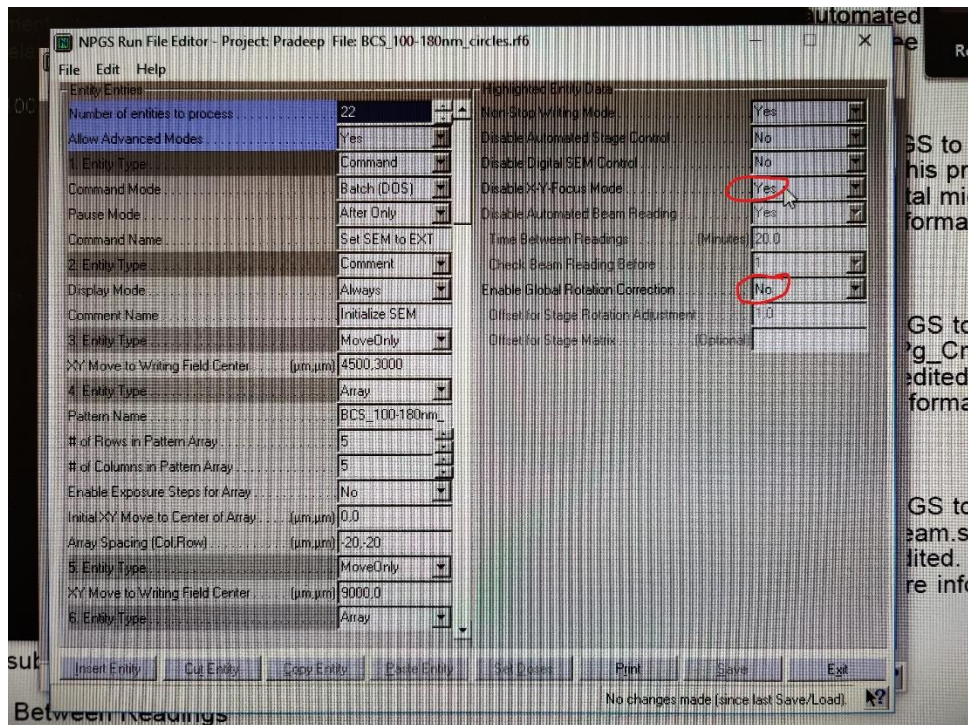 automated
NPGS Run File Editor - Project: Pradeep File: BCS_100-180nm_circles.rf6
File Edit Help
Entity Entries
Number of entities to process 22
Allow Advanced Modes Yes
1. Entity Type Command
Command Mode Batch (DOS)
Pause Mode After Only
Command Name Set SEM to EXT
2. Entity Type Comment
Display Mode Always
Comment Name Initialize SEM
3. Entity Type MoveOnly
XY Move to Writing Field Center (µm,µm) 4500,3000
4. Entity Type Array
Pattern Name BCS_100-180nm_
# of Rows in Pattern Array 5
# of Columns in Pattern Array 5
Enable Exposure Steps for Array No
Initial XY Move to Center of Array (µm,µm) 0,0
Array Spacing (Col,Row) (µm,µm) -20,-20
5. Entity Type MoveOnly
XY Move to Writing Field Center (µm,µm) 9000,0
6. Entity Type Array
Highlighted Entity Data
Non-Stop Writing Mode Yes
Disable Automated Stage Control No
Disable Digital SEM Control No
Disable X-Y-Focus Mode Yes
Disable Automated Beam Reading Yes
Time Between Readings (Minutes) 20.0
Check Beam Reading Before 1
Enable Global Rotation Correction No
Offset for Stage Rotation Adjustment 1.0
Offset for Stage Matrix (Optional)
Insert Entity Cut Entity Copy Entity Paste Entity Set Doses Print Save Exit
No changes made (since last Save/Load).
GS to
his pr
tal mi
forma
GS to
Pg_Cr
edited
forma
GS to
eam.s
dited.
re info
sub
Between Readings